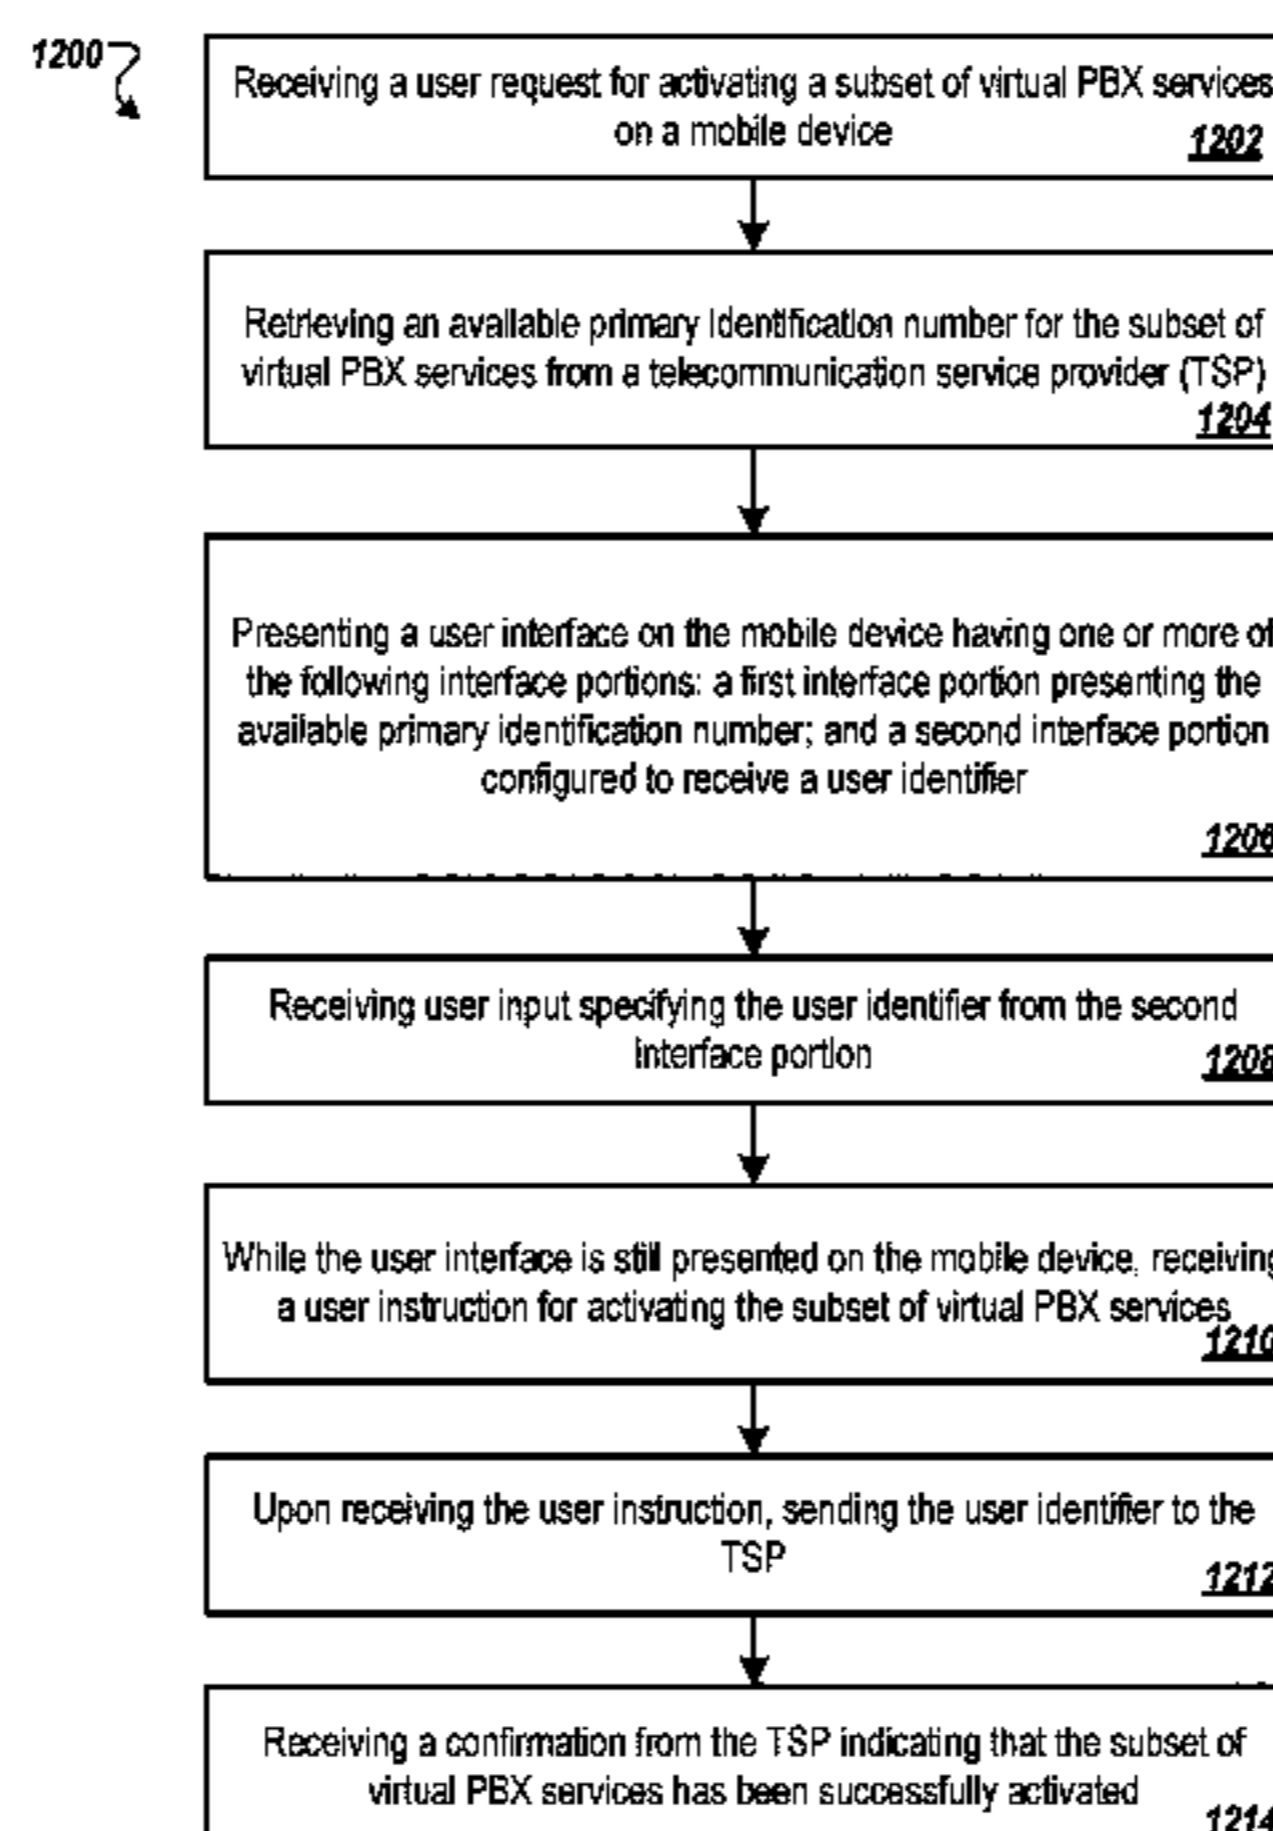 1200
Receiving a user request for activating a subset of virtual PBX services
on a mobile device
1202
Retrieving an available primary identification number for the subset of
virtual PBX services from a telecommunication service provider (TSP)
1204
Presenting a user interface on the mobile device having one or more of
the following interface portions: a first interface portion presenting the
available primary identification number; and a second interface portion
configured to receive a user identifier
1206
Receiving user input specifying the user identifier from the second
interface portion
1208
While the user interface is still presented on the mobile device, receiving
a user instruction for activating the subset of virtual PBX services
1210
Upon receiving the user instruction, sending the user identifier to the
TSP
1212
Receiving a confirmation from the TSP indicating that the subset of
virtual PBX services has been successfully activated
1214